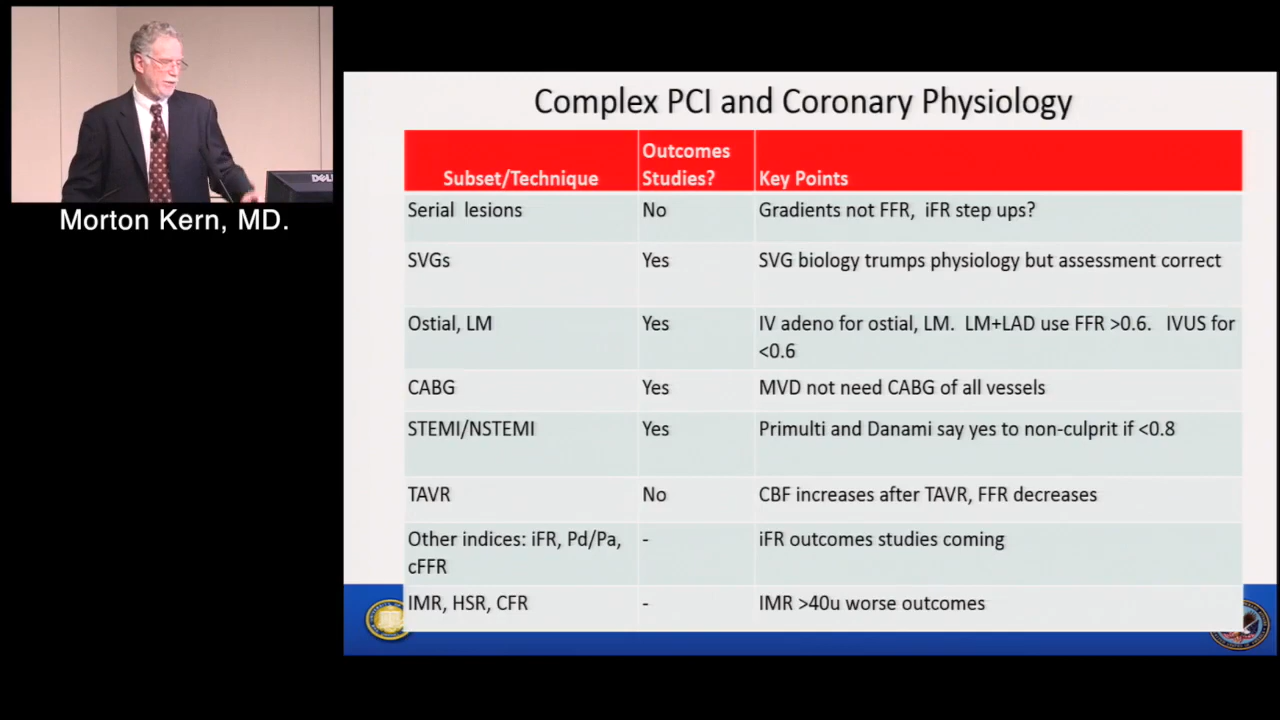 DELL
Morton Kern, MD.
Complex PCI and Coronary Physiology
Subset/Technique
Outcomes
Studies?
Key Points
Serial lesions
No
Gradients not FFR, iFR step ups?
SVGs
Yes
SVG biology trumps physiology but assessment correct
Ostial, LM
Yes
IV adeno for ostial, LM. LM+LAD use FFR >0.6. IVUS for
<0.6
CABG
Yes
MVD not need CABG of all vessels
STEMI/NSTEMI
Yes
Primulti and Danami say yes to non-culprit if <0.8
TAVR
No
CBF increases after TAVR, FFR decreases
Other indices: iFR, Pd/Pa,
cFFR
-
iFR outcomes studies coming
IMR, HSR, CFR
-
IMR >40u worse outcomes